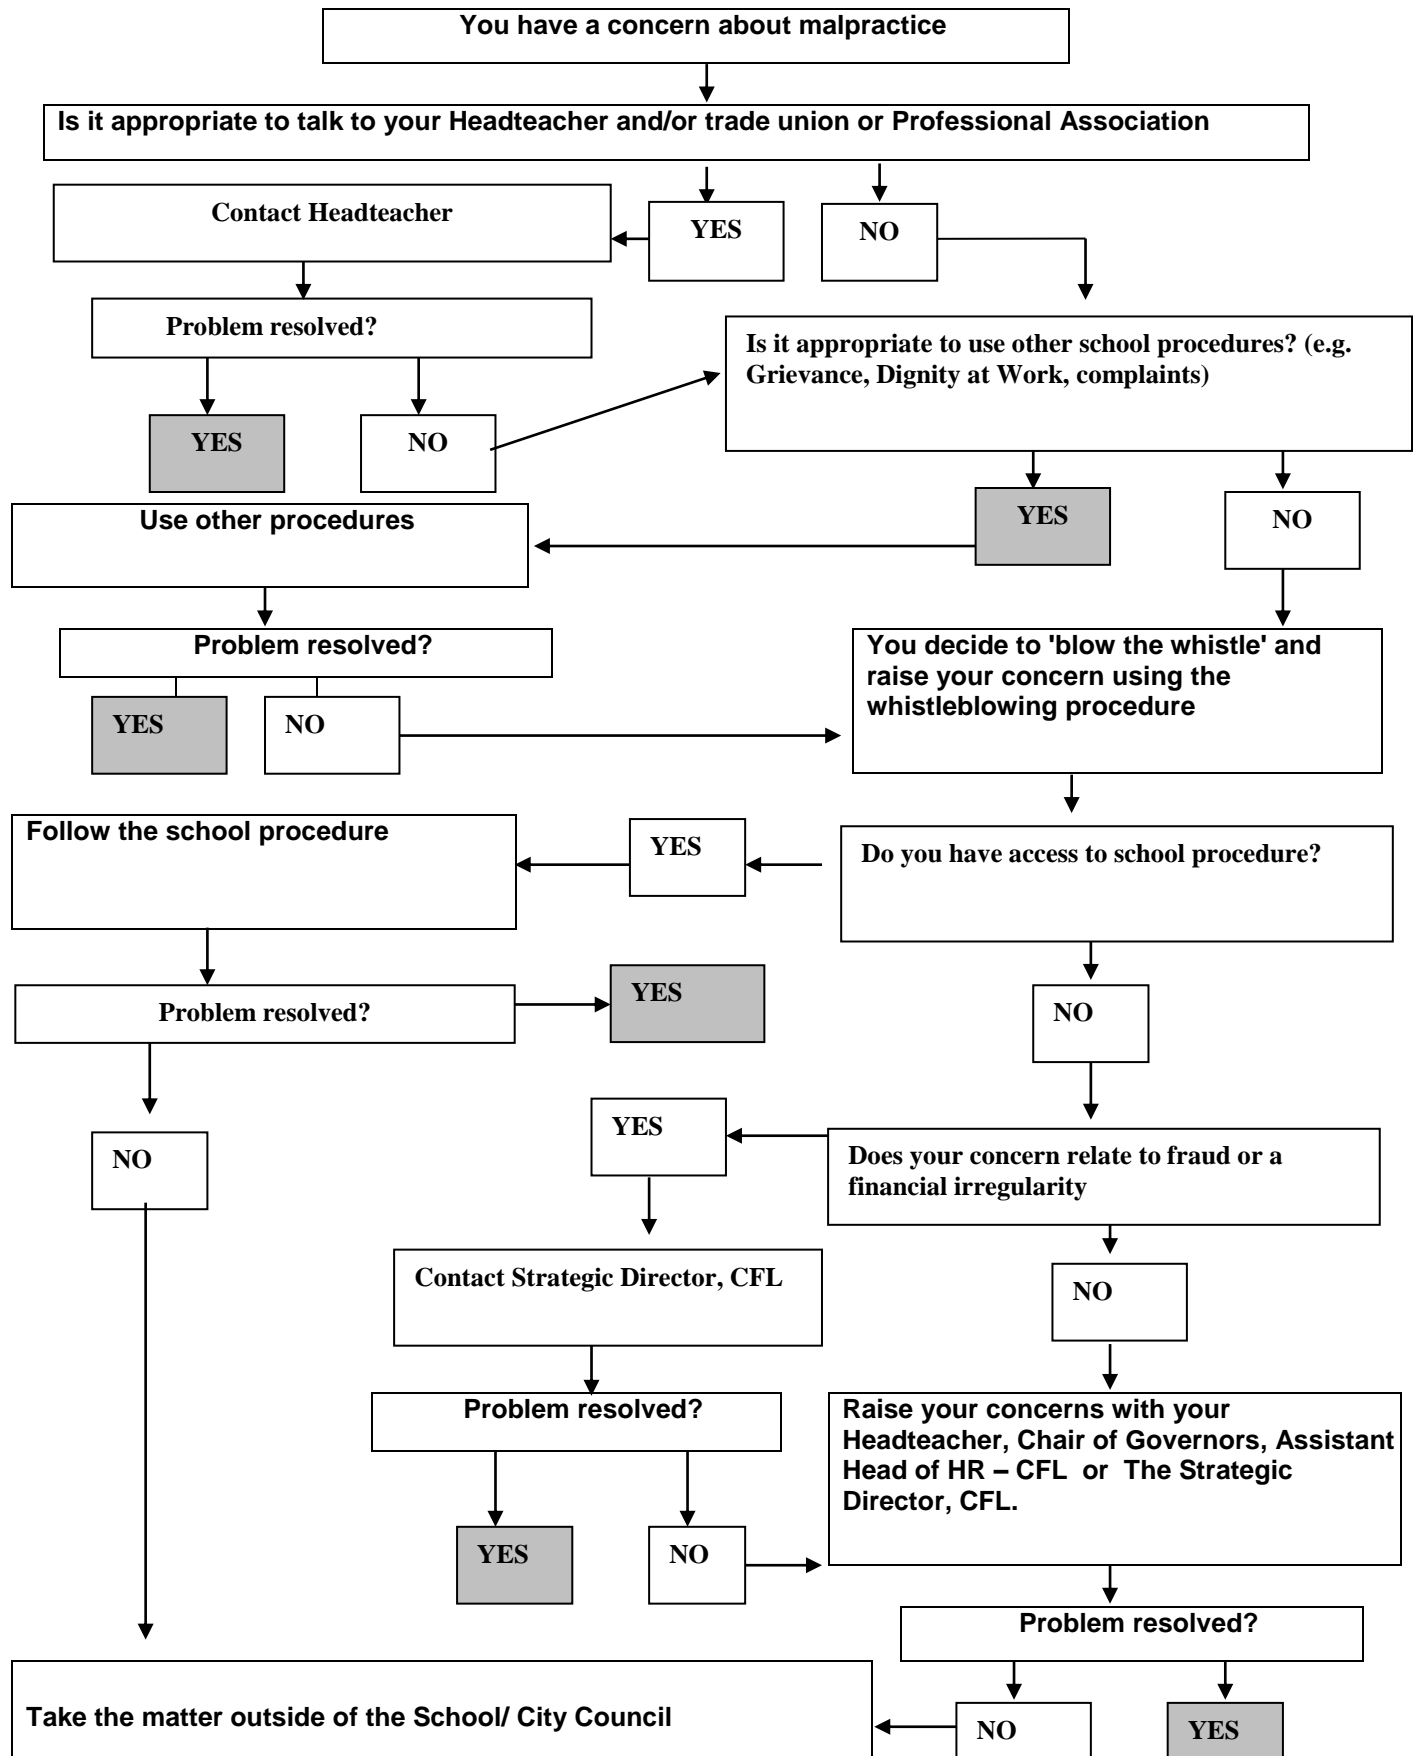 You have a concern about malpractice
Is it appropriate to talk to your Headteacher and/or trade union or Professional Association
Contact Headteacher
YES
NO
Problem resolved?
Is it appropriate to use other school procedures? (e.g.
Grievance, Dignity at Work, complaints)
YES
NO
Use other procedures
YES
NO
Problem resolved?
You decide to 'blow the whistle' and
raise your concern using the
whistleblowing procedure
YES
NO
Follow the school procedure
YES
Do you have access to school procedure?
Problem resolved?
YES
NO
YES
NO
Does your concern relate to fraud or a
financial irregularity
Contact Strategic Director, CFL
NO
Problem resolved?
Raise your concerns with your
Headteacher, Chair of Governors, Assistant
Head of HR – CFL or The Strategic
Director, CFL.
YES
NO
Problem resolved?
Take the matter outside of the School/ City Council
NO
YES